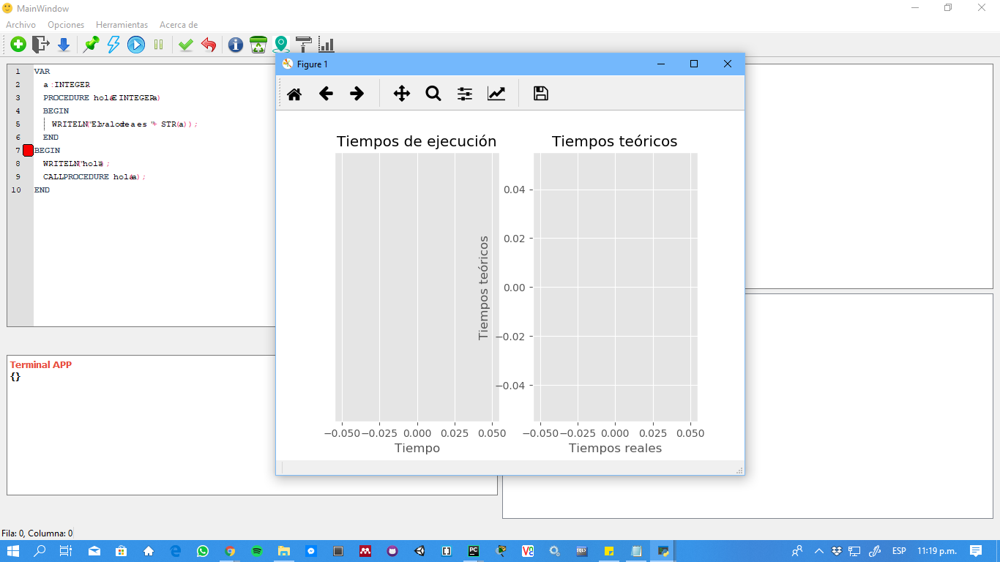 MainWindow
Archivo Opciones Herramientas Acerca de
1 VAR
2 a :INTEGER
3 PROCEDURE hola(E INTEGER a)
4 BEGIN
5 WRITELN("El valor de a es "+ STR(a));
6 END
7 BEGIN
8 WRITELN("hola");
9 CALLPROCEDURE hola(a);
10 END
Terminal APP
{}
Fila: 0, Columna: 0
Figure 1
Tiempos de ejecución
−0.050 −0.025 0.000 0.025 0.050
Tiempo
Tiempos teóricos
Tiempos teóricos
0.04
0.02
0.00
−0.02
−0.04
−0.050 −0.025 0.000 0.025 0.050
Tiempos reales
ESP 11:19 p.m.